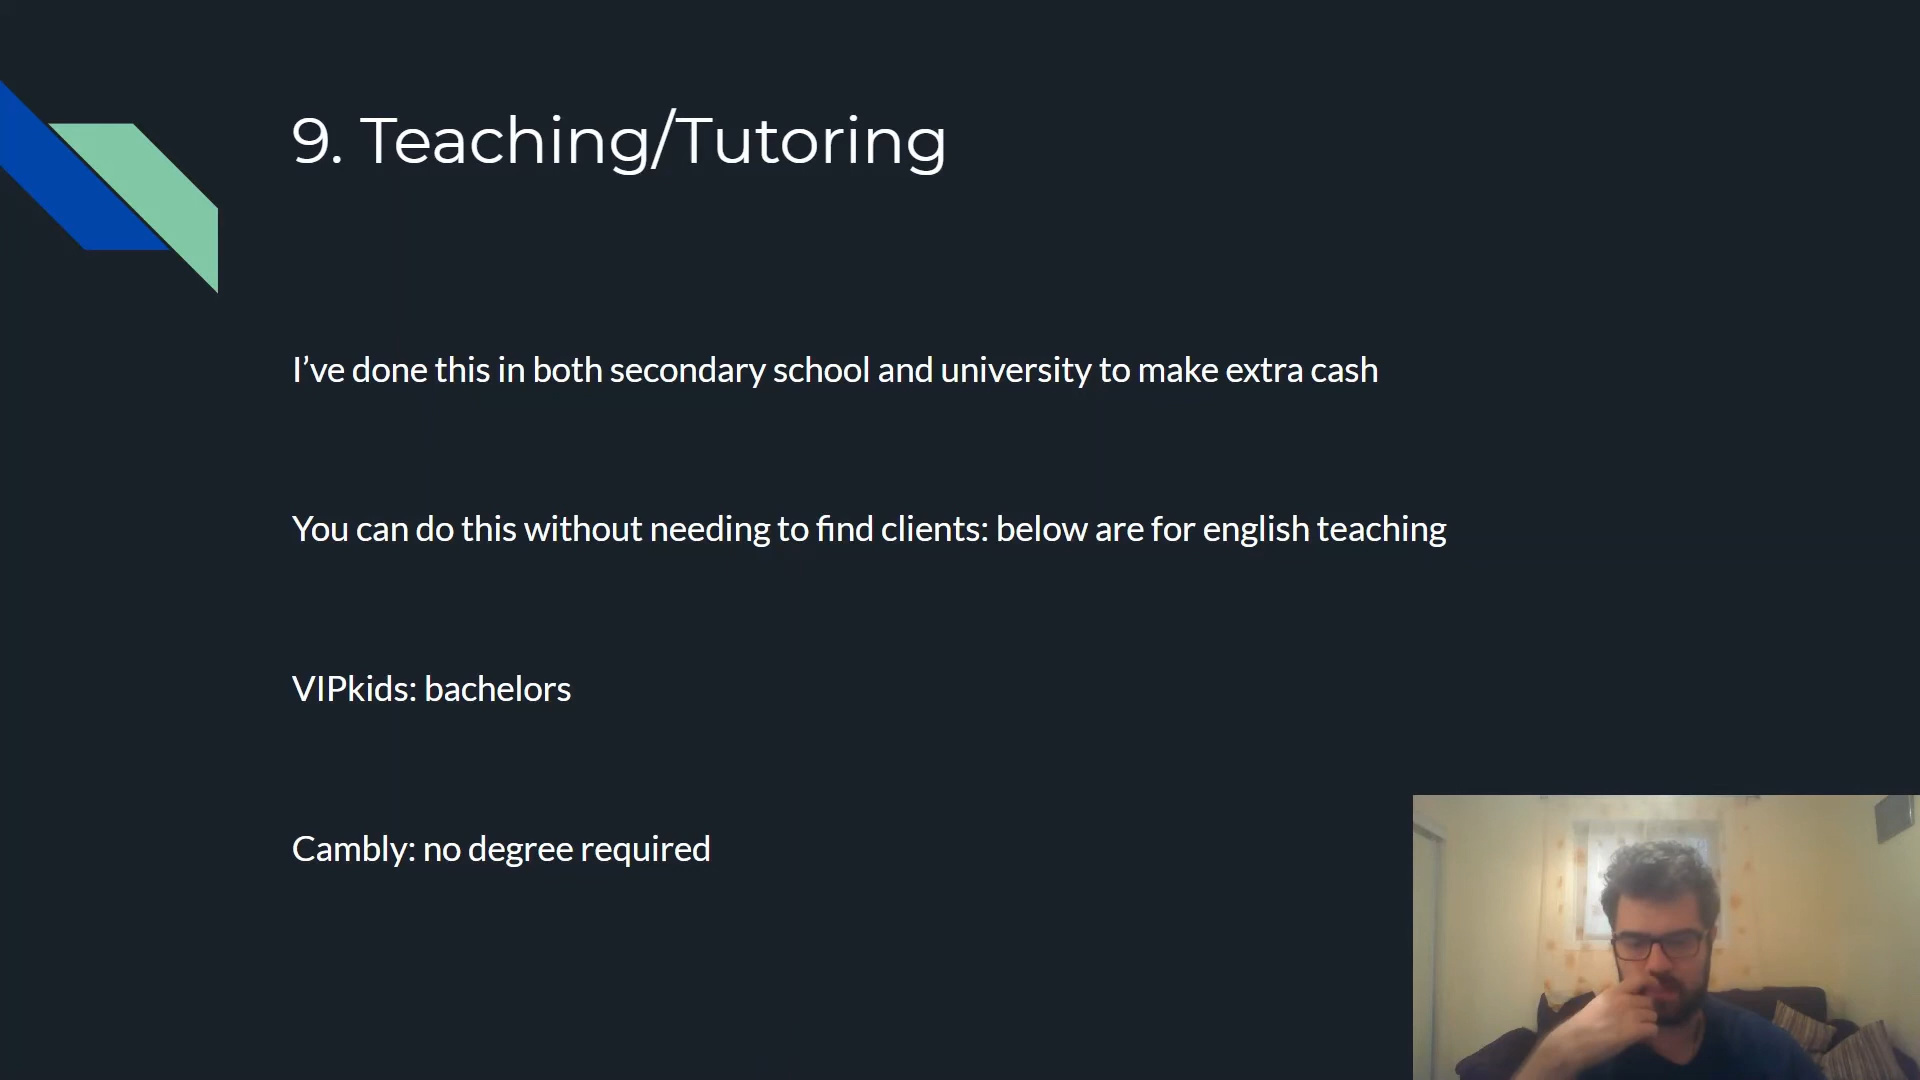 9. Teaching/Tutoring
I’ve done this in both secondary school and university to make extra cash
You can do this without needing to find clients: below are for english teaching
VIPkids: bachelors
Cambly: no degree required